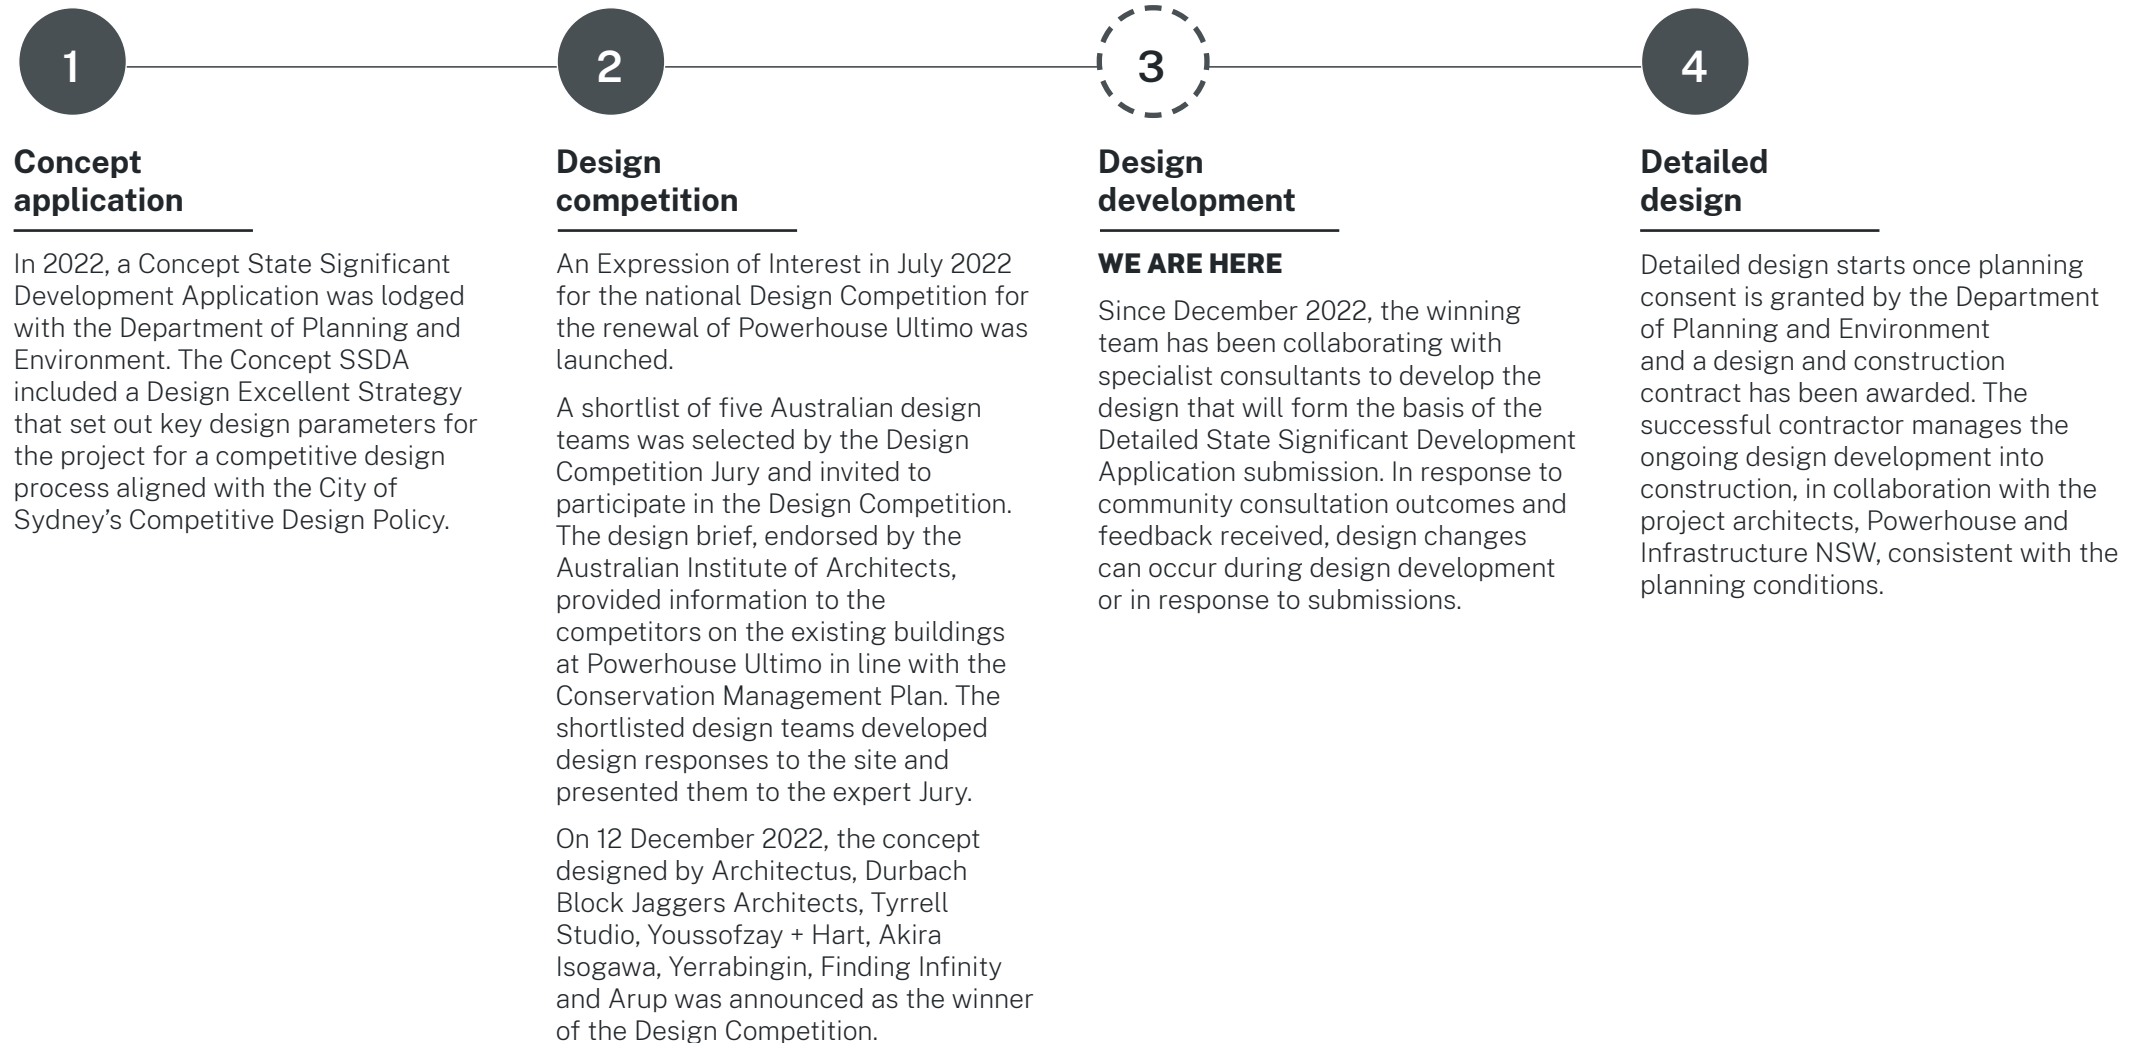 1
Concept
application
In 2022, a Concept State Significant
Development Application was lodged
with the Department of Planning and
Environment. The Concept SSDA
included a Design Excellent Strategy
that set out key design parameters for
the project for a competitive design
process aligned with the City of
Sydney’s Competitive Design Policy.
2
Design
competition
An Expression of Interest in July 2022
for the national Design Competition for
the renewal of Powerhouse Ultimo was
launched.
A shortlist of five Australian design
teams was selected by the Design
Competition Jury and invited to
participate in the Design Competition.
The design brief, endorsed by the
Australian Institute of Architects,
provided information to the
competitors on the existing buildings
at Powerhouse Ultimo in line with the
Conservation Management Plan. The
shortlisted design teams developed
design responses to the site and
presented them to the expert Jury.
On 12 December 2022, the concept
designed by Architectus, Durbach
Block Jaggers Architects, Tyrrell
Studio, Youssofzay + Hart, Akira
Isogawa, Yerrabingin, Finding Infinity
and Arup was announced as the winner
of the Design Competition.
3
Design
development
WE ARE HERE
Since December 2022, the winning
team has been collaborating with
specialist consultants to develop the
design that will form the basis of the
Detailed State Significant Development
Application submission. In response to
community consultation outcomes and
feedback received, design changes
can occur during design development
or in response to submissions.
4
Detailed
design
Detailed design starts once planning
consent is granted by the Department
of Planning and Environment
and a design and construction
contract has been awarded. The
successful contractor manages the
ongoing design development into
construction, in collaboration with the
project architects, Powerhouse and
Infrastructure NSW, consistent with the
planning conditions.